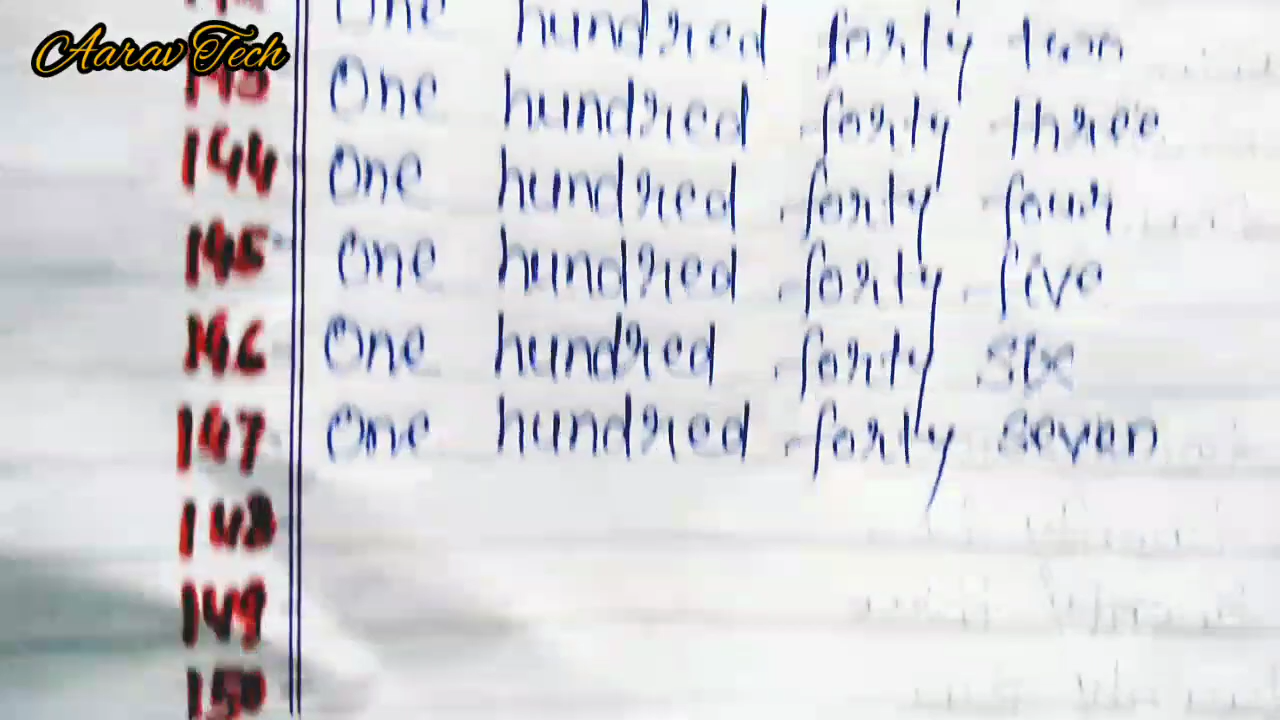 Aarav Tech
One hundred forty two
143 One hundred forty three
144 One hundred forty four
145 One hundred forty five
146 One hundred forty six
147 One hundred forty seven
148
149
150